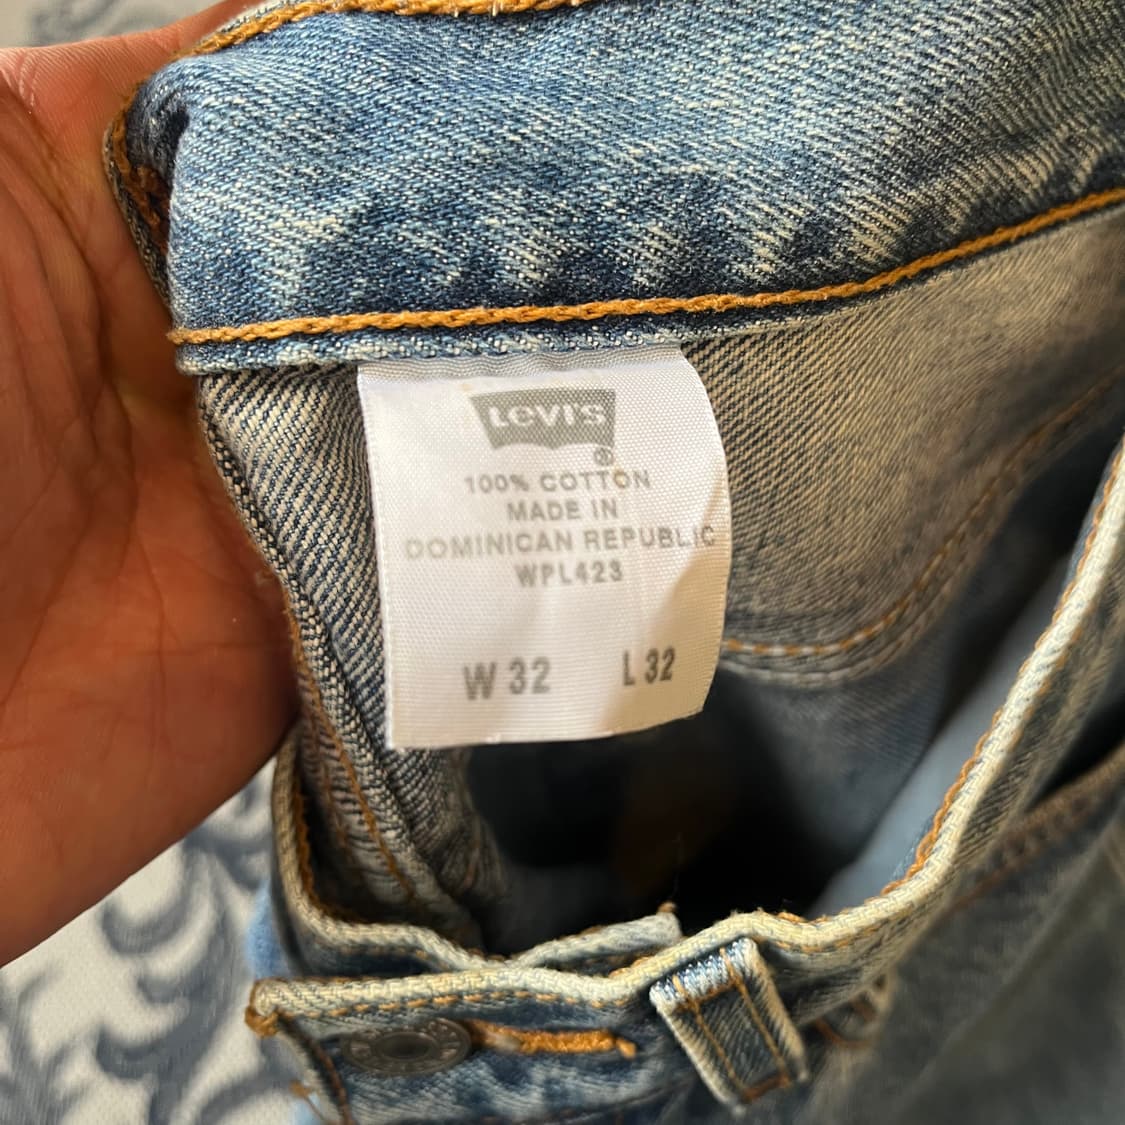 LEVI'S
®
100% COTTON
MADE IN
DOMINICAN REPUBLIC
WPL423
W 32 L 32